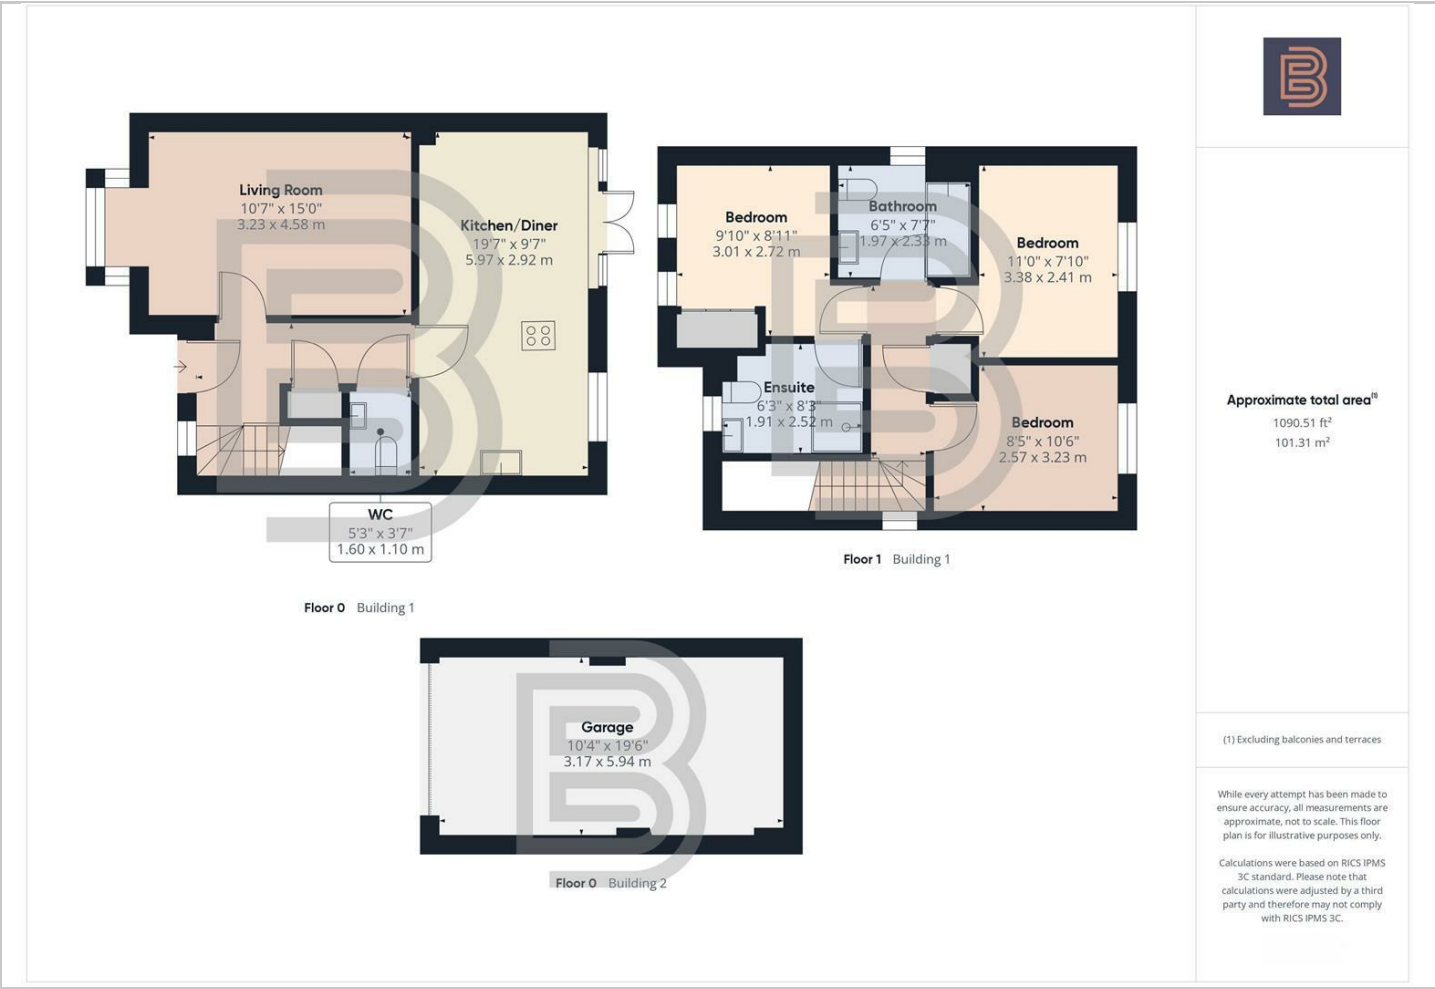 Living Room
10'7" x 15'0"
3.23 x 4.58 m
Kitchen/Diner
19'7" x 9'7"
5.97 x 2.92 m
WC
5'3" x 3'7"
1.60 x 1.10 m
Floor 0 Building 1
Bedroom
9'10" x 8'11"
3.01 x 2.72 m
Bathroom
6'5" x 7'7"
1.97 x 2.33 m
Bedroom
11'0" x 7'10"
3.38 x 2.41 m
Ensuite
6'3" x 8'3"
1.91 x 2.52 m
Bedroom
8'5" x 10'6"
2.57 x 3.23 m
Floor 1 Building 1
Garage
10'4" x 19'6"
3.17 x 5.94 m
Floor 0 Building 2
B
Approximate total area(1)
1090.51 ft²
101.31 m²
(1) Excluding balconies and terraces
While every attempt has been made to
ensure accuracy, all measurements are
approximate, not to scale. This floor
plan is for illustrative purposes only.
Calculations were based on RICS IPMS
3C standard. Please note that
calculations were adjusted by a third
party and therefore may not comply
with RICS IPMS 3C.